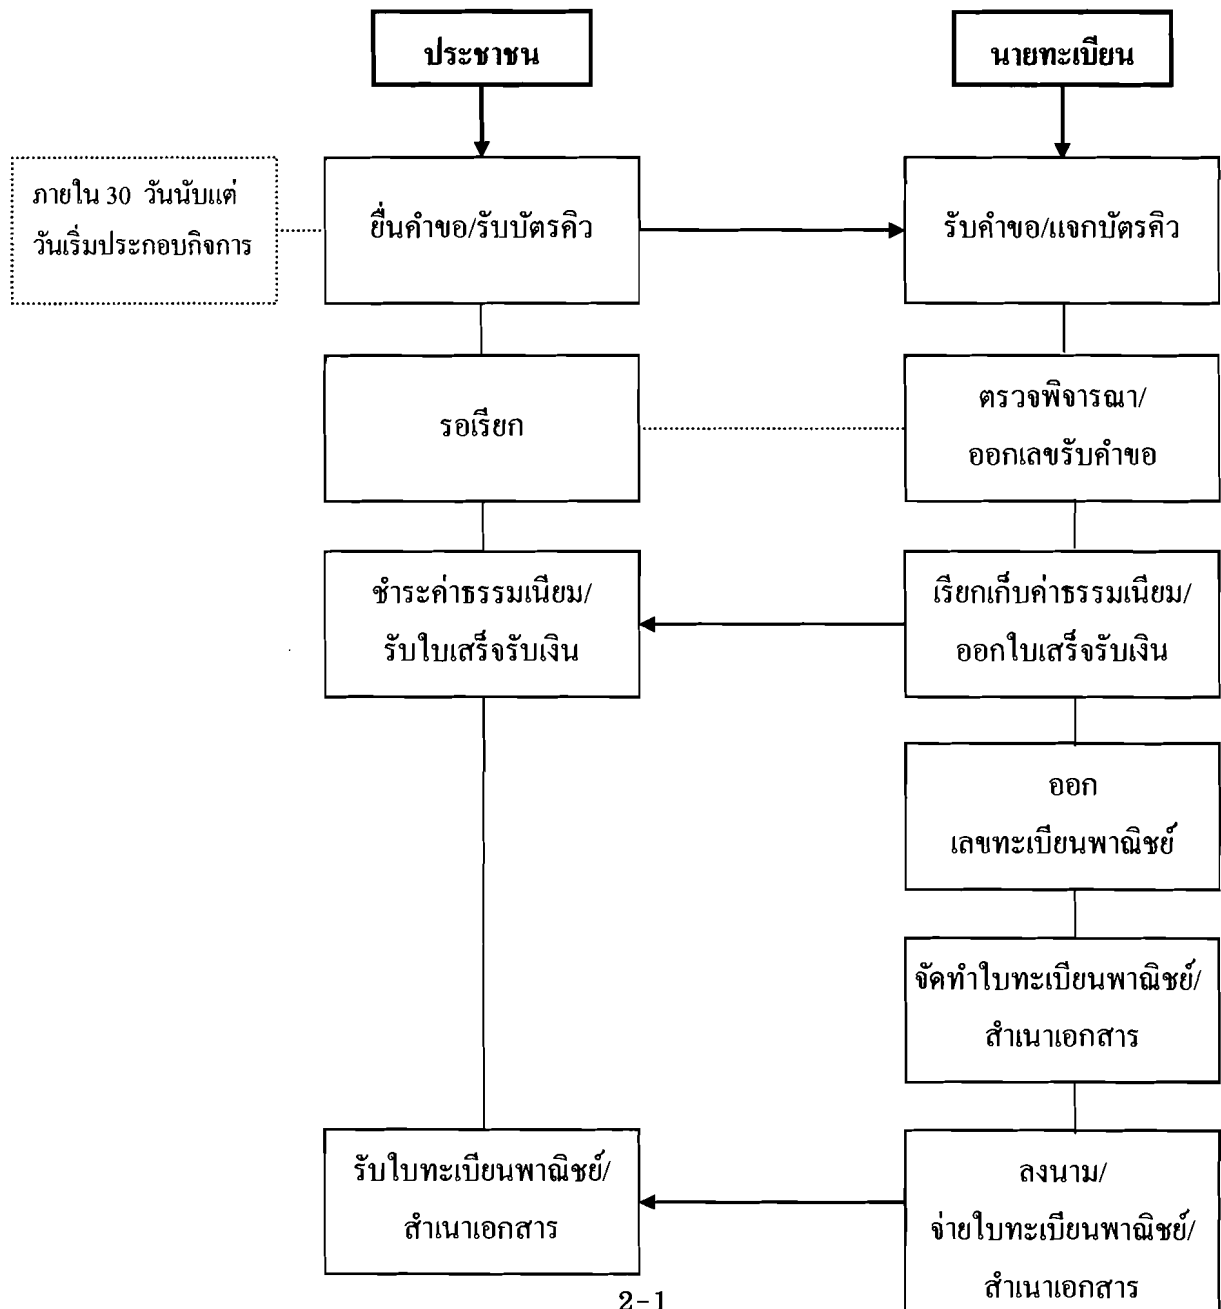 ประชาชน
นายทะเบียน
ภายใน 30 วันนับแต่
วันเริ่มประกอบกิจการ
ยื่นคำขอ/รับบัตรคิว
รับคำขอ/แจกบัตรคิว
รอเรียก
ตรวจพิจารณา/
ออกเลขรับคำขอ
ชำระค่าธรรมเนียม/
รับใบเสร็จรับเงิน
เรียกเก็บค่าธรรมเนียม/
ออกใบเสร็จรับเงิน
ออก
เลขทะเบียนพาณิชย์
จัดทำใบทะเบียนพาณิชย์/
สำเนาเอกสาร
รับใบทะเบียนพาณิชย์/
สำเนาเอกสาร
ลงนาม/
จ่ายใบทะเบียนพาณิชย์/
สำเนาเอกสาร
2-1